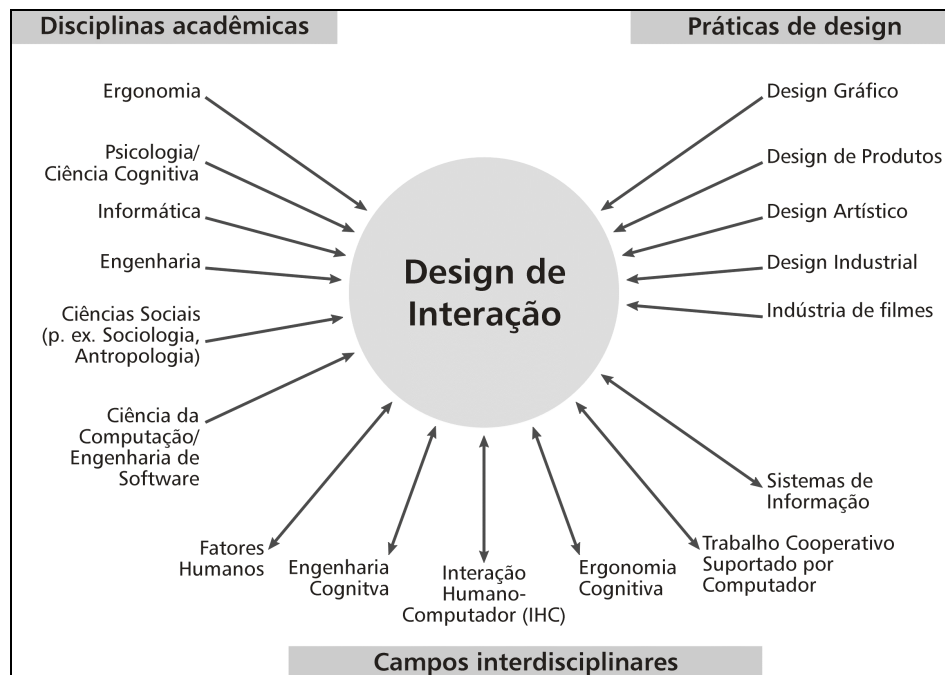 Disciplinas acadêmicas
Práticas de design
Ergonomia
Psicologia/
Ciência Cognitiva
Informática
Engenharia
Ciências Sociais
(p. ex. Sociologia,
Antropologia)
Ciência da
Computação/
Engenharia de
Software
Design de
Interação
Design Gráfico
Design de Produtos
Design Artístico
Design Industrial
Indústria de filmes
Fatores
Humanos
Engenharia
Cognitva
Interação
Humano-
Computador (IHC)
Ergonomia
Cognitiva
Trabalho Cooperativo
Suportado por
Computador
Sistemas de
Informação
Campos interdisciplinares